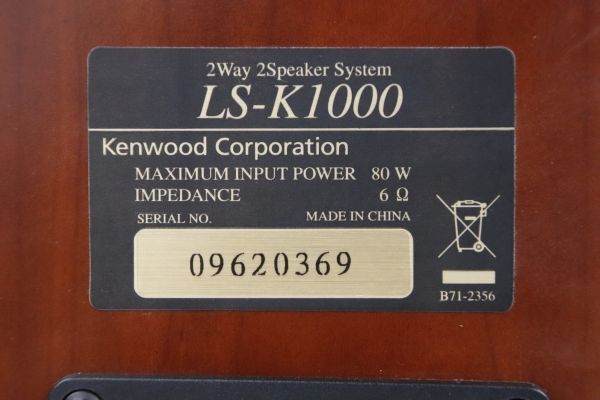 2Way 2Speaker System
LS-K1000
Kenwood Corporation
MAXIMUM INPUT POWER 80 W
IMPEDANCE 6 Ω
SERIAL NO. MADE IN CHINA
09620369
B71-2356